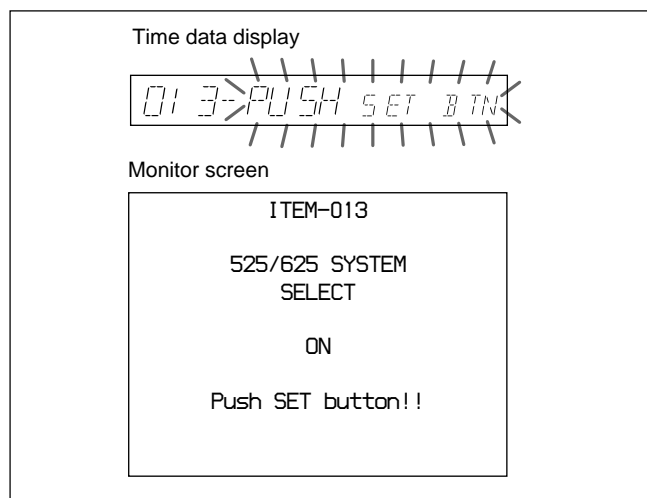 Time data display
013-PUSH SET BTN
Monitor screen
ITEM-013
525/625 SYSTEM
SELECT
ON
Push SET button!!